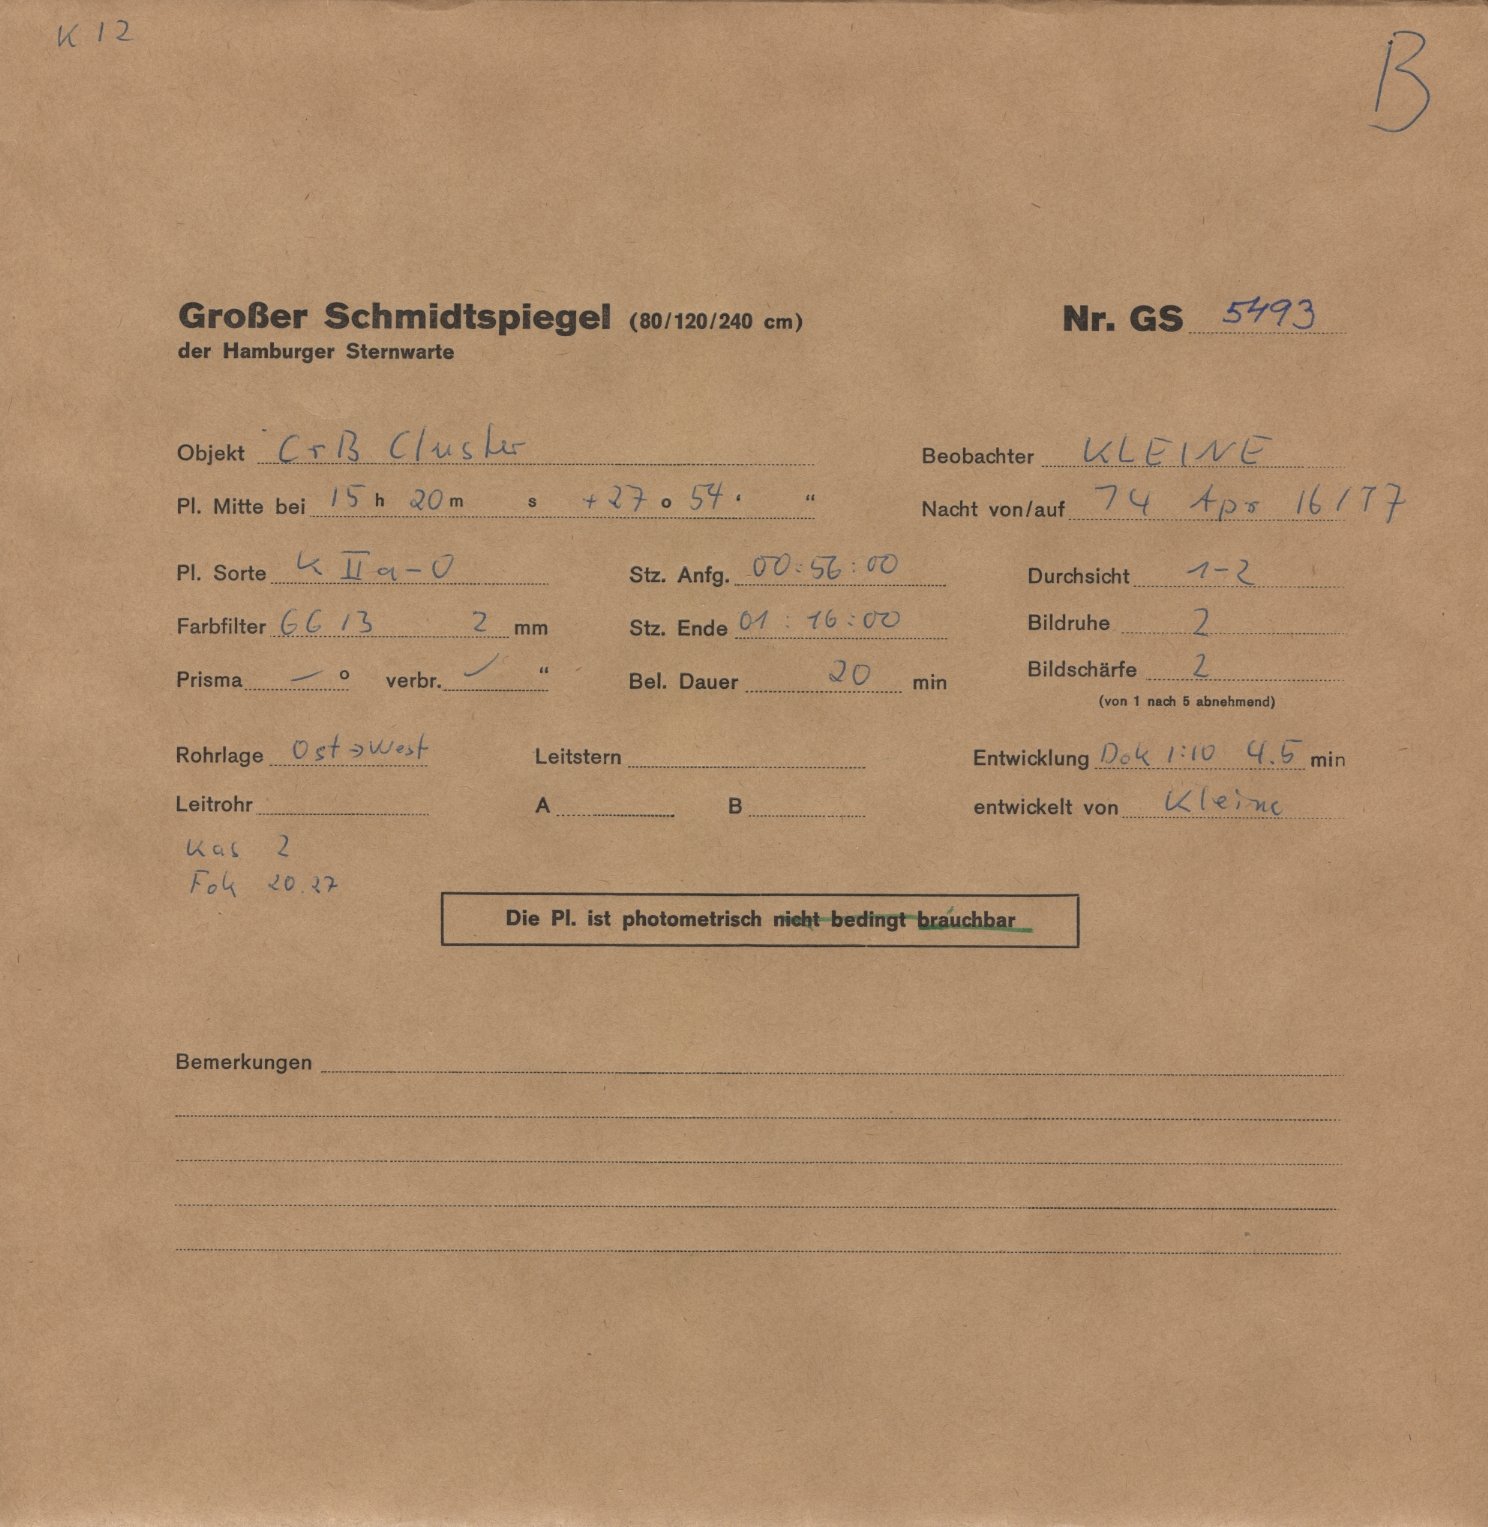 K 12
B
Großer Schmidtspiegel (80/120/240 cm) Nr. GS 5493
der Hamburger Sternwarte
Objekt CrB Cluster Beobachter KLEINE
Pl. Mitte bei 15 h 20 m s +27 o 54 ' " Nacht von/auf 74 Apr 16/17
Pl. Sorte K II a-O Stz. Anfg. 00:56:00 Durchsicht 1-2
Farbfilter GG 13 2 mm Stz. Ende 01:16:00 Bildruhe 2
Prisma — o verbr. — " Bel. Dauer 20 min Bildschärfe 2
(von 1 nach 5 abnehmend)
Rohrlage Ost→West Leitstern Entwicklung Dok 1:10 4.5 min
Leitrohr A B entwickelt von Kleine
Kas 2
Fok 20.27
Die Pl. ist photometrisch nicht bedingt brauchbar
Bemerkungen